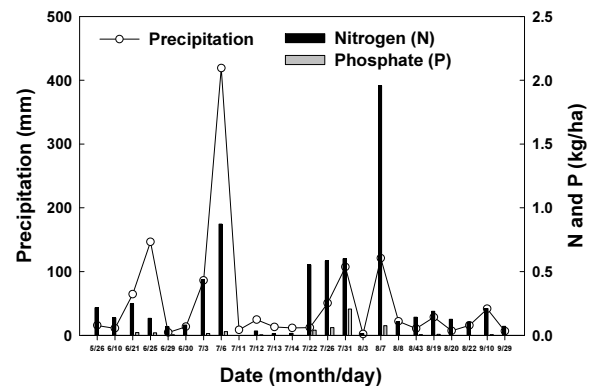 500
400
300
200
100
0
Precipitation (mm)
Precipitation
Nitrogen (N)
Phosphate (P)
2.5
2.0
1.5
1.0
0.5
0.0
N and P (kg/ha)
5/26 6/10 6/21 6/25 6/29 6/30 7/3 7/6 7/11 7/12 7/13 7/14 7/22 7/26 7/31 8/3 8/7 8/8 8/43 8/19 8/20 8/22 9/10 9/29
Date (month/day)